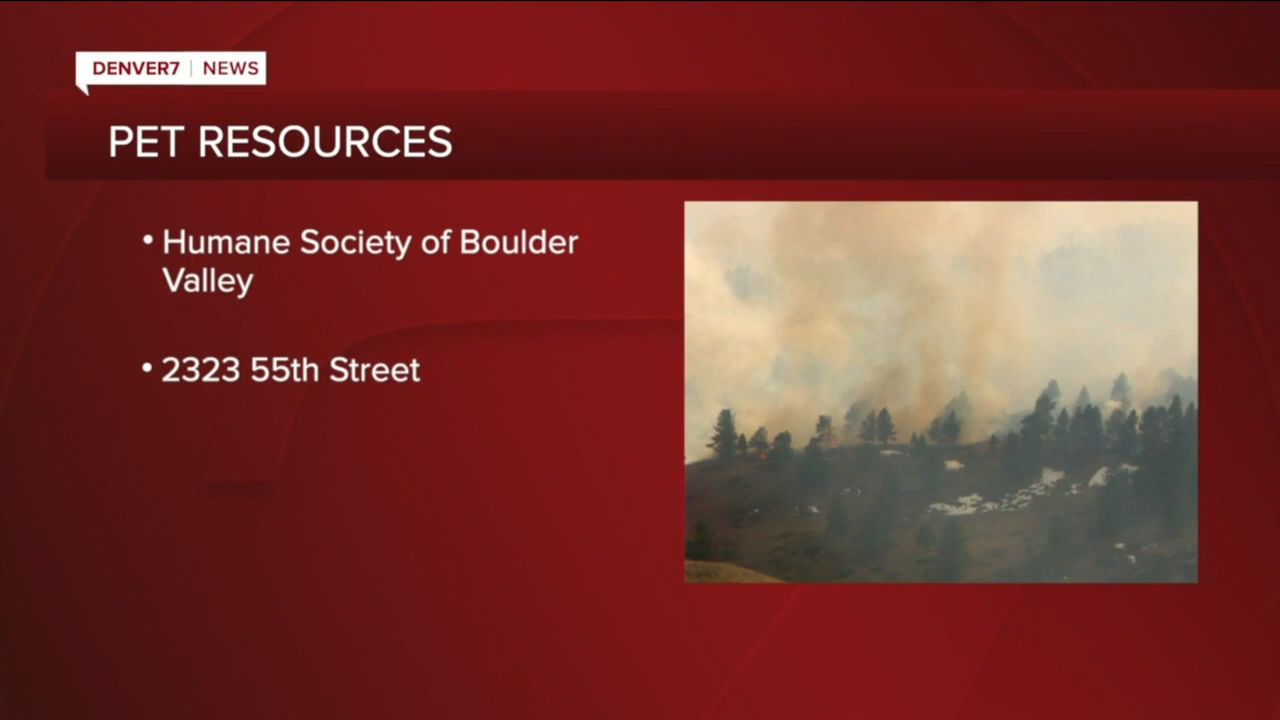 DENVER7 | NEWS
PET RESOURCES
• Humane Society of Boulder
Valley
• 2323 55th Street